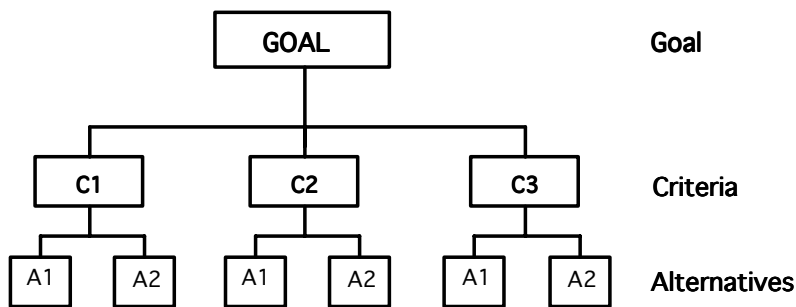 GOAL Goal
C1 C2 C3 Criteria
A1 A2 A1 A2 A1 A2 Alternatives